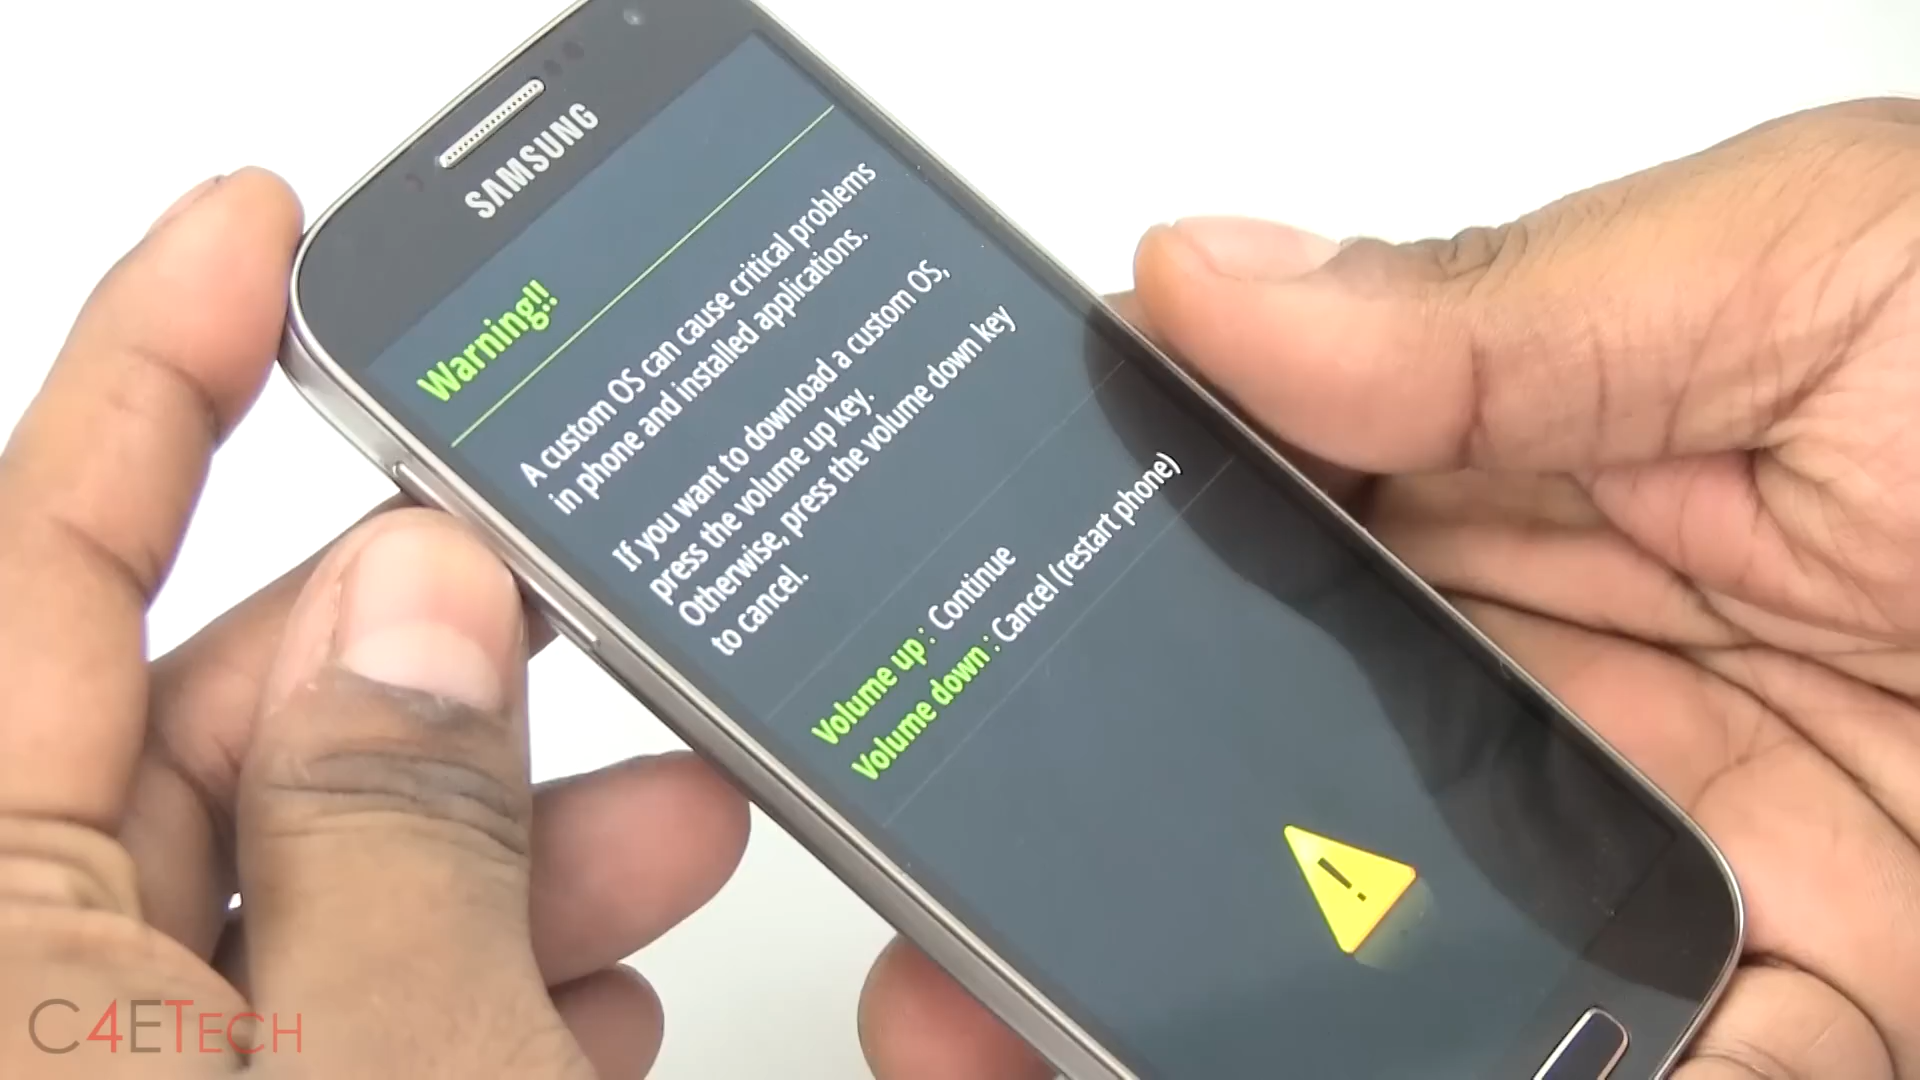 SAMSUNG
Warning!!
A custom OS can cause critical problems
in phone and installed applications.
If you want to download a custom OS,
press the volume up key.
Otherwise, press the volume down key
to cancel.
Volume up : Continue
Volume down : Cancel (restart phone)
!
C4ETECH